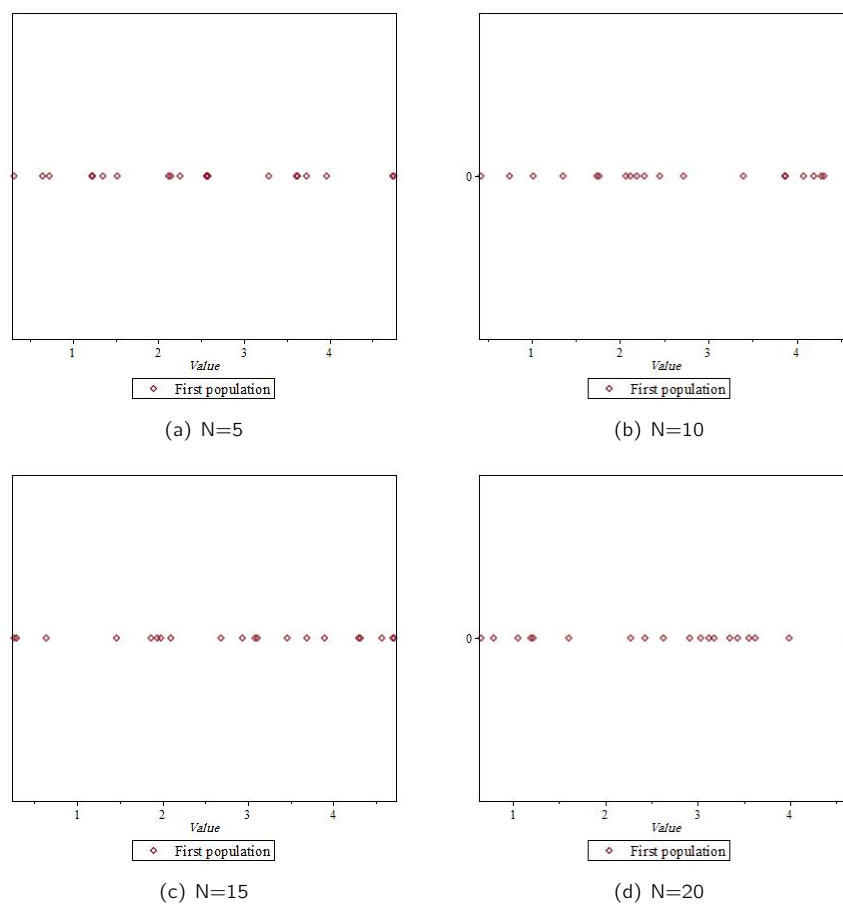 1 2 3 4
Value
First population
(a) N=5
0
1 2 3 4
Value
First population
(b) N=10
1 2 3 4
Value
First population
(c) N=15
0
1 2 3 4
Value
First population
(d) N=20